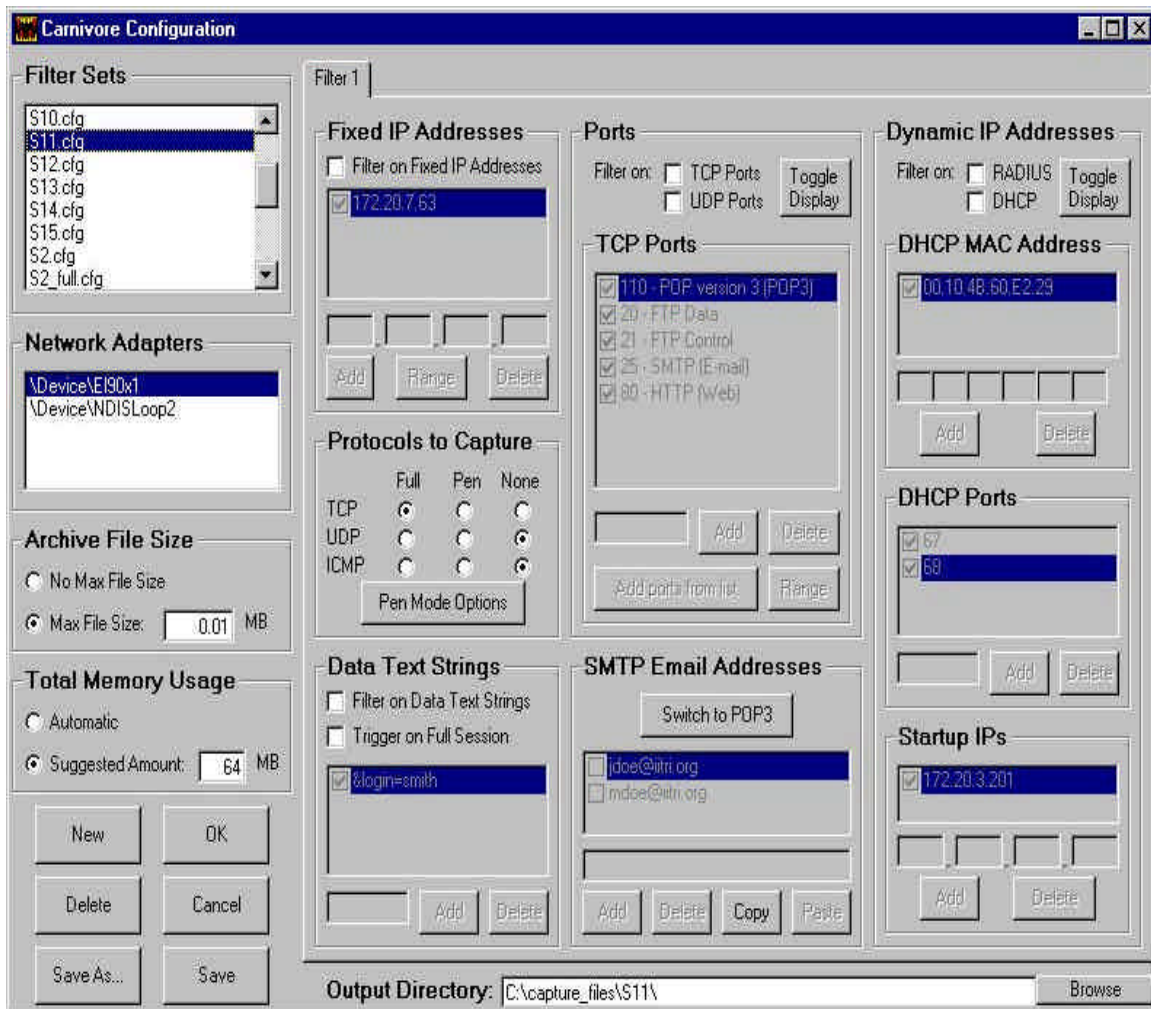 Carnivore Configuration
Filter Sets
S10.cfg
S11.cfg
S12.cfg
S13.cfg
S14.cfg
S15.cfg
S2.cfg
S2_full.cfg
Network Adapters
\Device\El90x1
\Device\NDISLoop2
Archive File Size
No Max File Size
Max File Size: 0.01 MB
Total Memory Usage
Automatic
Suggested Amount: 64 MB
New
OK
Delete
Cancel
Save As...
Save
Filter 1
Fixed IP Addresses
Filter on Fixed IP Addresses
172.20.7.63
Add
Range
Delete
Protocols to Capture
Full Pen None
TCP
UDP
ICMP
Pen Mode Options
Data Text Strings
Filter on Data Text Strings
Trigger on Full Session
&login=smith
Add
Delete
Ports
Filter on:
TCP Ports
UDP Ports
Toggle
Display
TCP Ports
110 - POP version 3 (POP3)
20 - FTP Data
21 - FTP Control
25 - SMTP (E-mail)
80 - HTTP (Web)
Add
Delete
Add ports from list
Range
SMTP Email Addresses
Switch to POP3
jdoe@iitri.org
mdoe@iitri.org
Add
Delete
Copy
Paste
Dynamic IP Addresses
Filter on:
RADIUS
DHCP
Toggle
Display
DHCP MAC Address
00.10.4B.60.E2.29
Add
Delete
DHCP Ports
67
68
Add
Delete
Startup IPs
172.20.3.201
Add
Delete
Output Directory: C:\capture_files\S11\
Browse